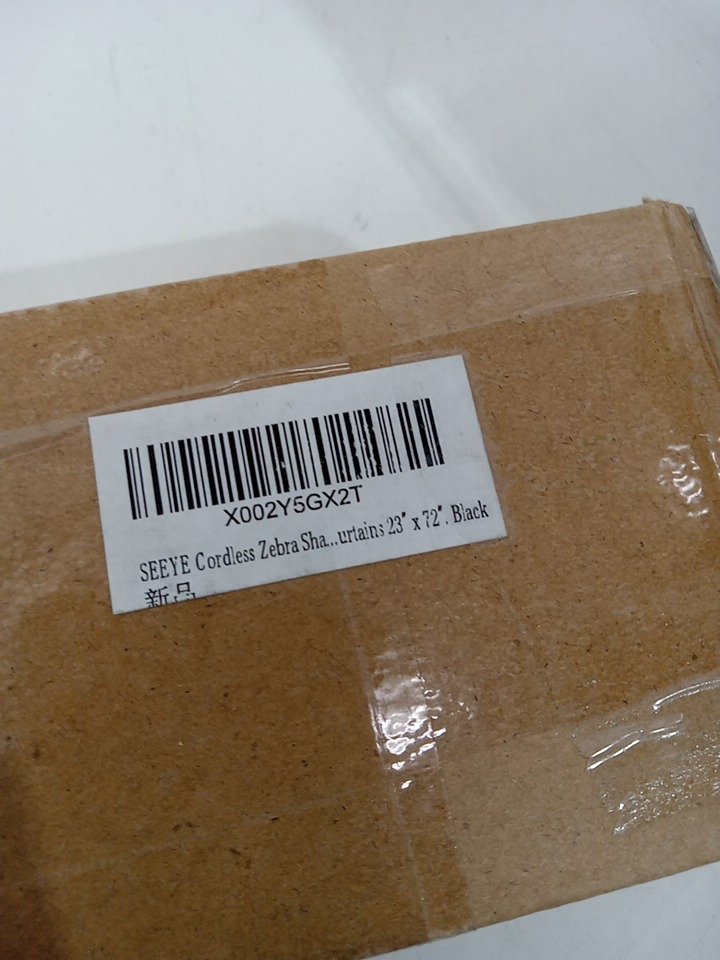 X002Y5GX2T
SEEYE Cordless Zebra Sha...urtains 23″ x 72″, Black
新品